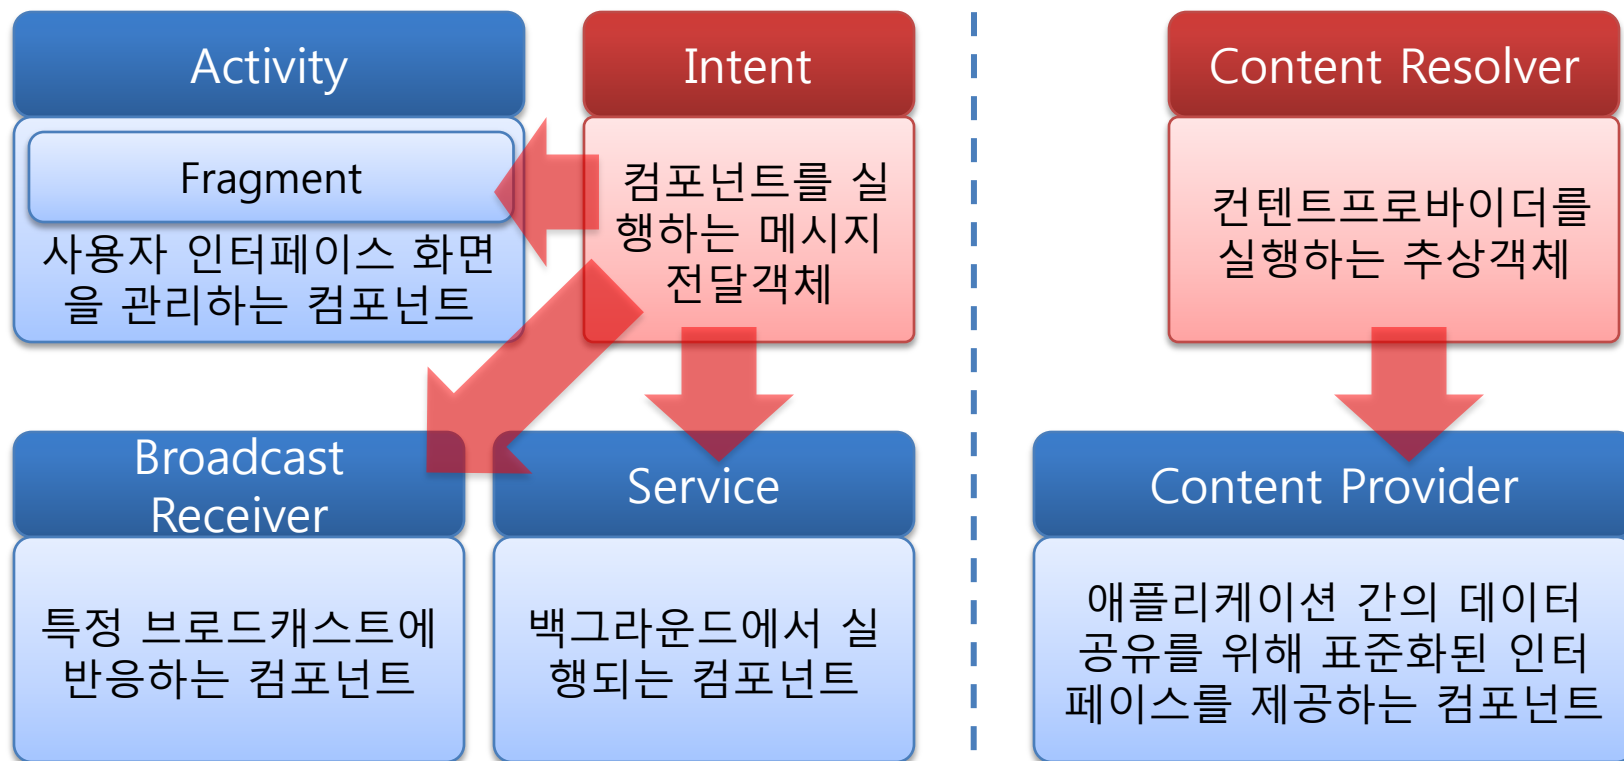 Activity
Fragment
사용자 인터페이스 화면
을 관리하는 컴포넌트
Intent
컴포넌트를 실
행하는 메시지
전달객체
Content Resolver
컨텐트프로바이더를
실행하는 추상객체
Broadcast
Receiver
특정 브로드캐스트에
반응하는 컴포넌트
Service
백그라운드에서 실
행되는 컴포넌트
Content Provider
애플리케이션 간의 데이터
공유를 위해 표준화된 인터
페이스를 제공하는 컴포넌트